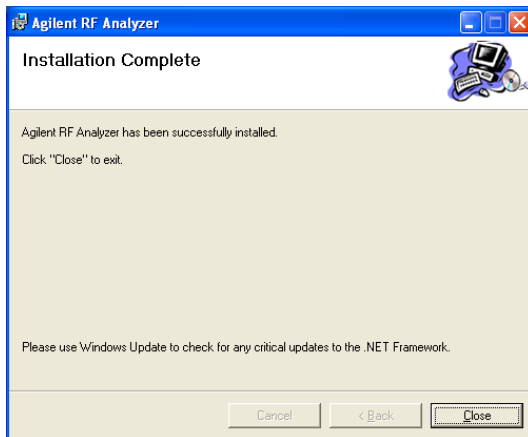 Agilent RF Analyzer
Installation Complete
Agilent RF Analyzer has been successfully installed.
Click "Close" to exit.
Please use Windows Update to check for any critical updates to the .NET Framework.
Cancel
< Back
Close